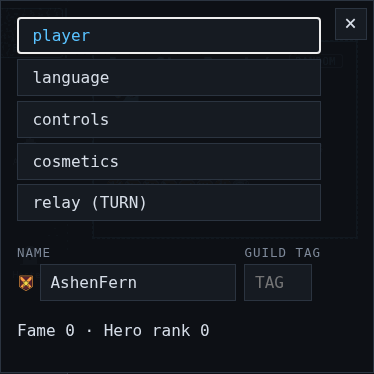 ×
player
language
controls
cosmetics
relay (TURN)
NAME GUILD TAG
AshenFern TAG
Fame 0 · Hero rank 0